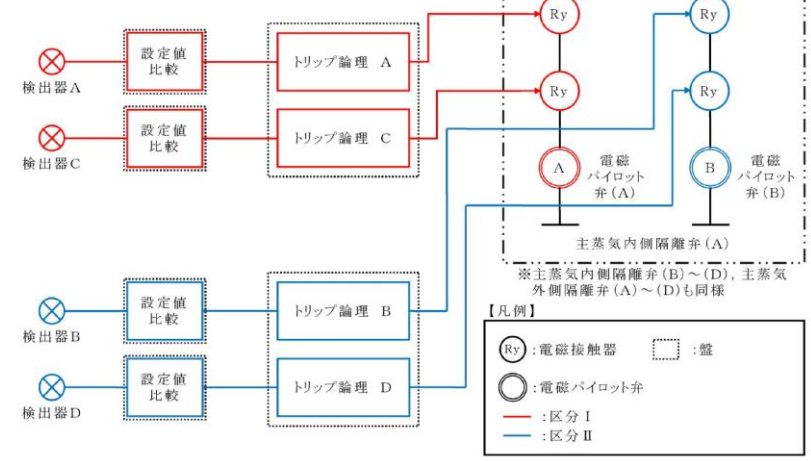 検出器A
設定値
比較
トリップ論理 A
Ry
Ry
検出器C
設定値
比較
トリップ論理 C
Ry
Ry
A
電磁
パイロット
弁(A)
B
電磁
パイロット
弁(B)
主蒸気内側隔離弁(A)
※主蒸気内側隔離弁(B)~(D), 主蒸気
外側隔離弁(A)~(D)も同様
検出器B
設定値
比較
トリップ論理 B
検出器D
設定値
比較
トリップ論理 D
【凡例】
Ry :電磁接触器
:盤
:電磁パイロット弁
:区分Ⅰ
:区分Ⅱ